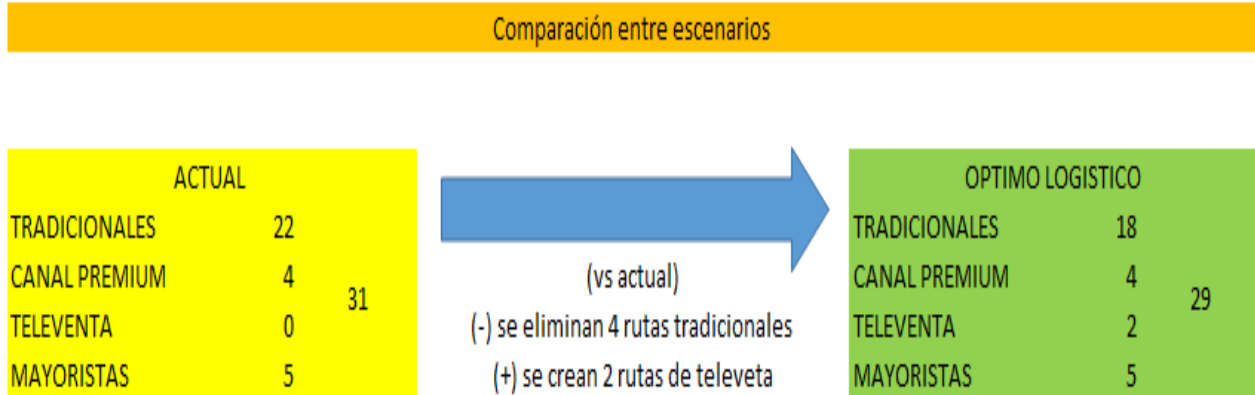 Comparación entre escenarios
ACTUAL
TRADICIONALES 22
CANAL PREMIUM 4
TELEVENTA 0
MAYORISTAS 5
31
(vs actual)
(-) se eliminan 4 rutas tradicionales
(+) se crean 2 rutas de televeta
OPTIMO LOGISTICO
TRADICIONALES 18
CANAL PREMIUM 4
TELEVENTA 2
MAYORISTAS 5
29